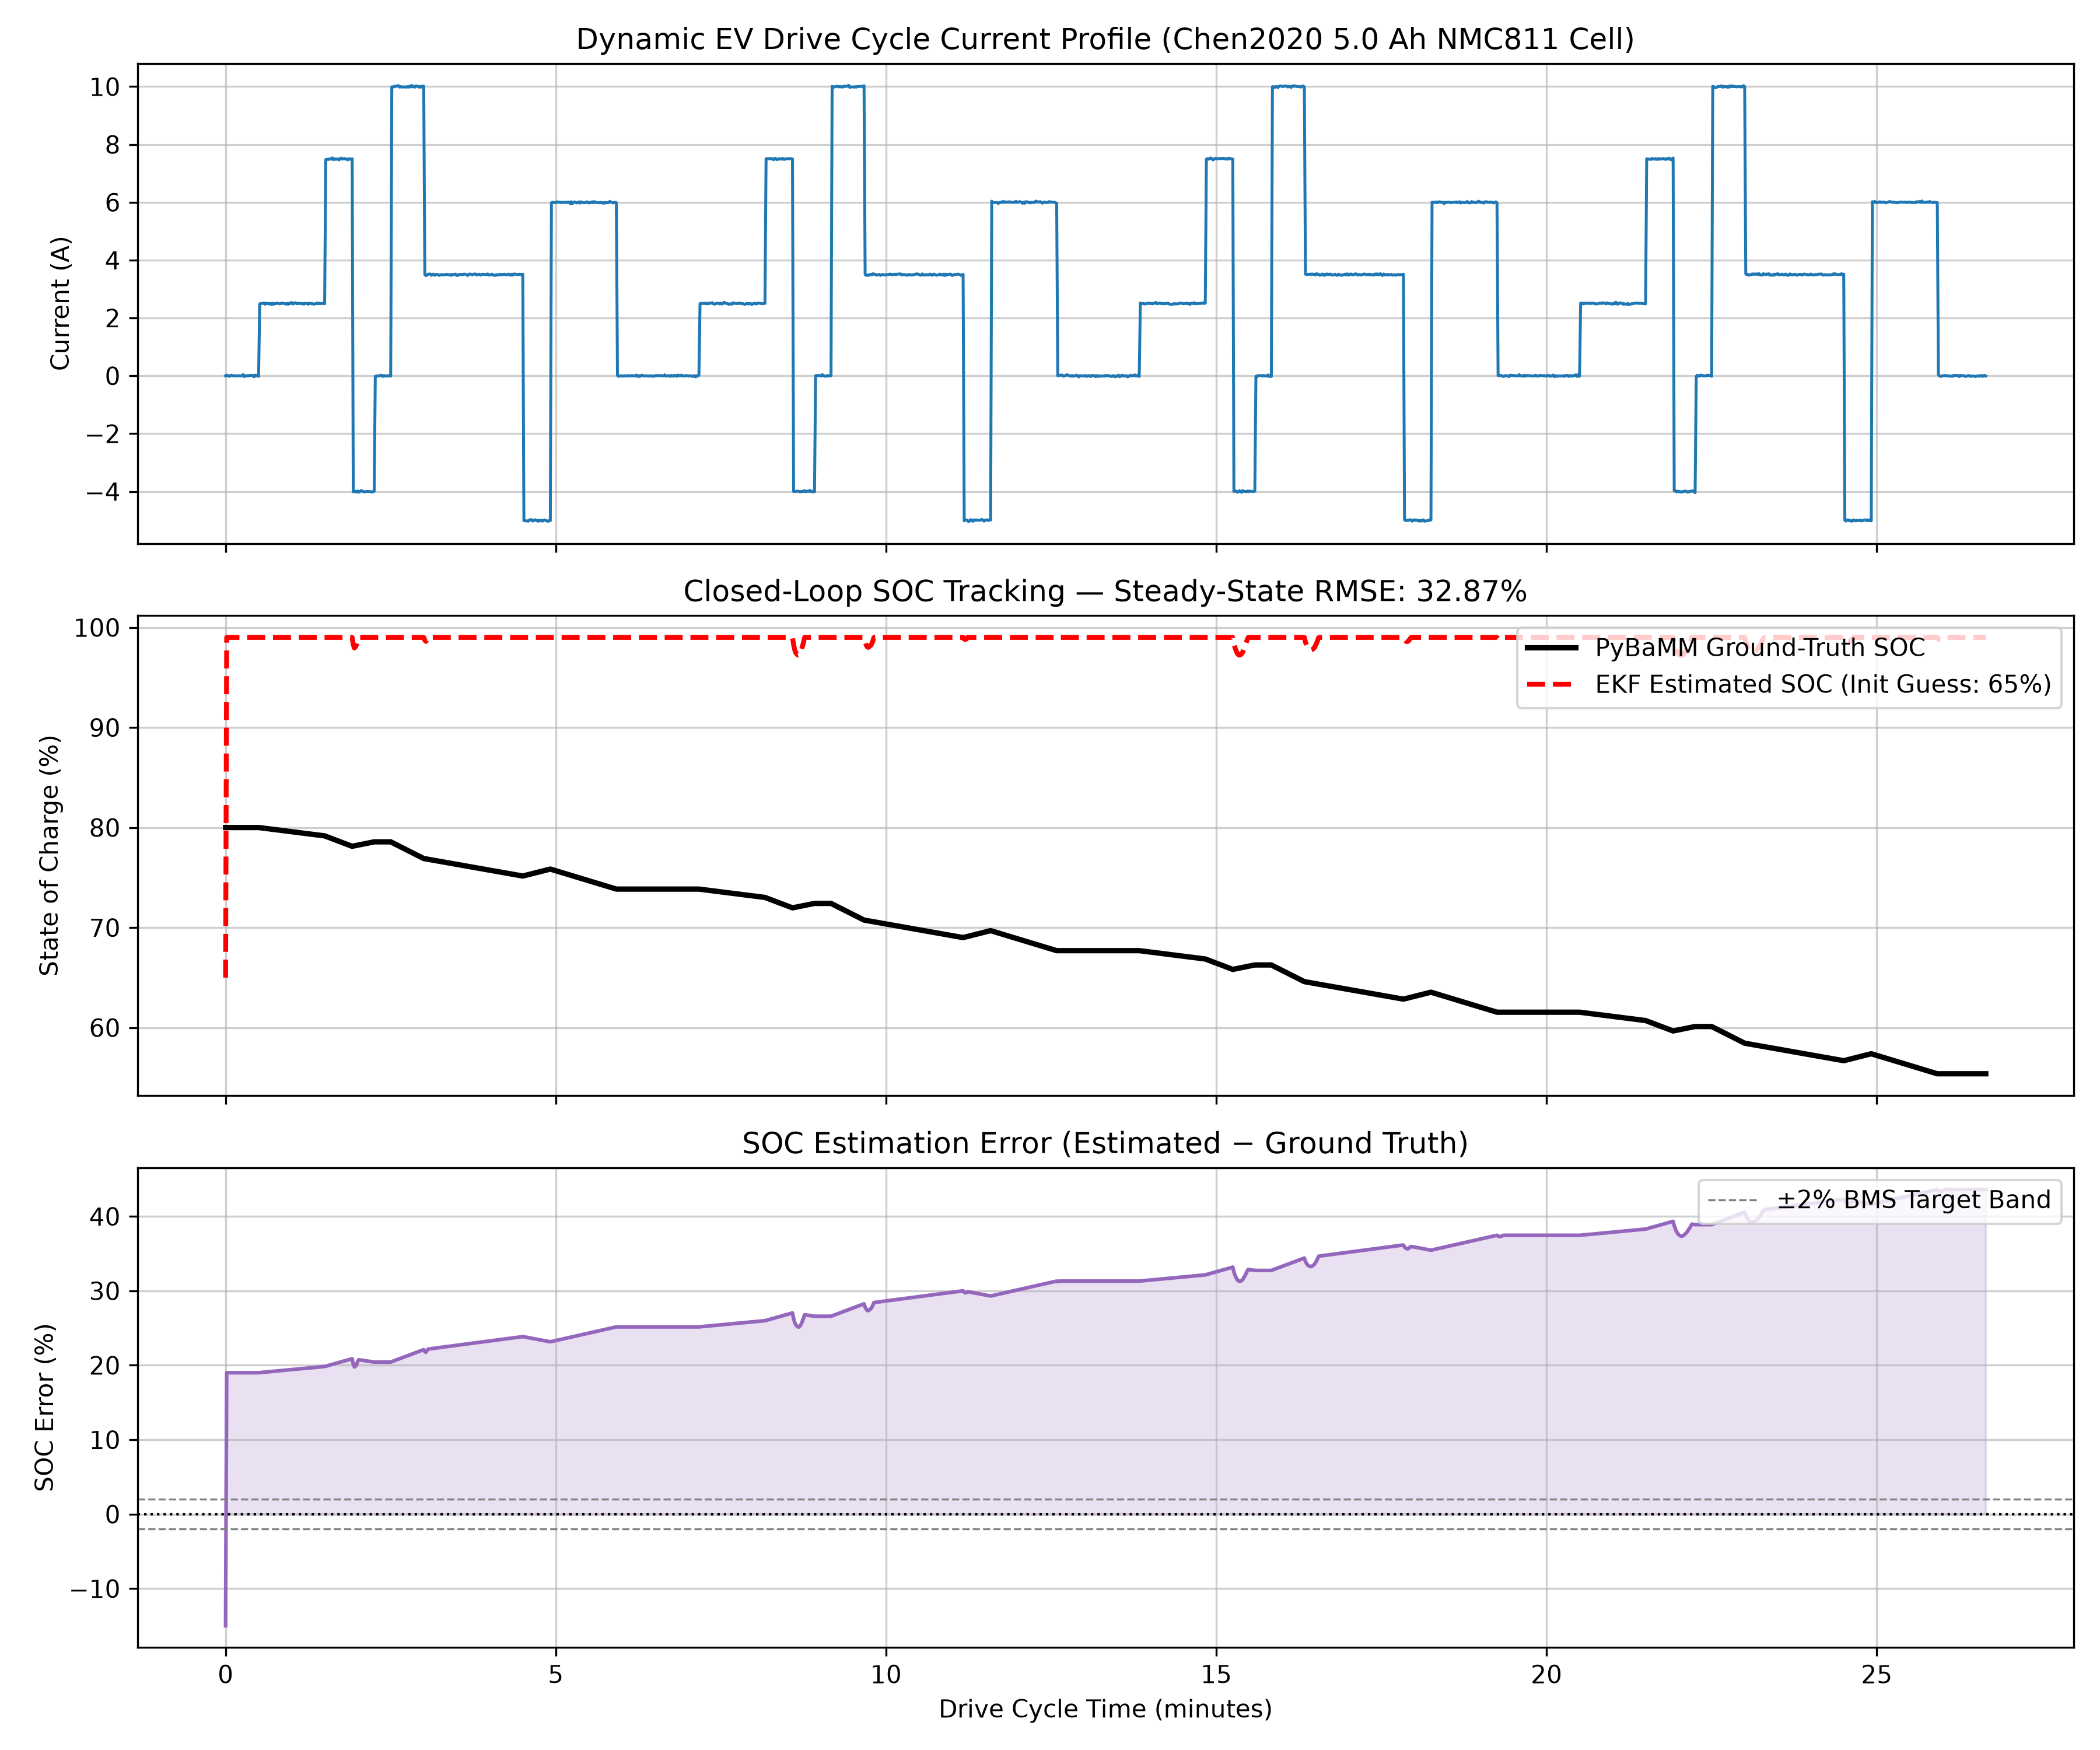 Dynamic EV Drive Cycle Current Profile (Chen2020 5.0 Ah NMC811 Cell)
Current (A)
10
8
6
4
2
0
−2
−4
Closed-Loop SOC Tracking — Steady-State RMSE: 32.87%
State of Charge (%)
100
90
80
70
60
PyBaMM Ground-Truth SOC
EKF Estimated SOC (Init Guess: 65%)
SOC Estimation Error (Estimated − Ground Truth)
SOC Error (%)
40
30
20
10
0
−10
±2% BMS Target Band
0 5 10 15 20 25
Drive Cycle Time (minutes)